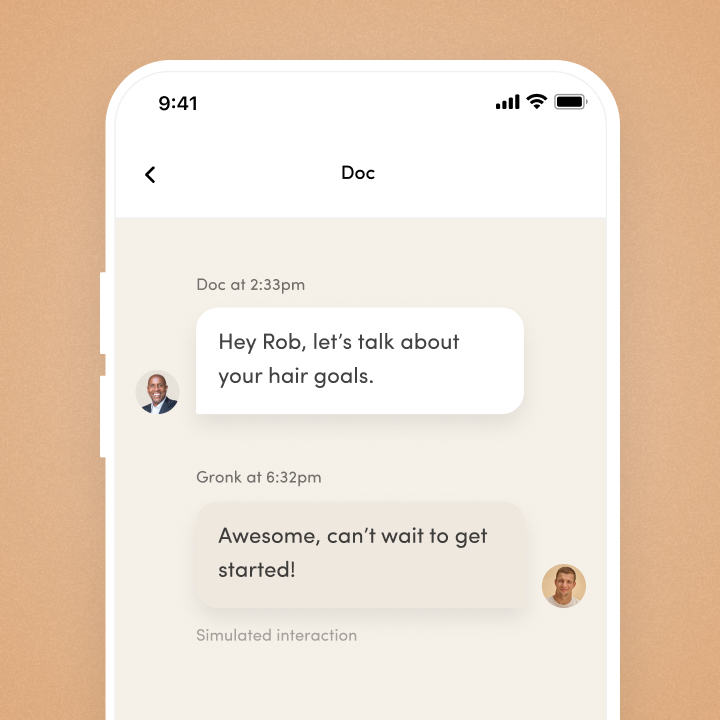 9:41
Doc
Doc at 2:33pm
Hey Rob, let’s talk about
your hair goals.
Gronk at 6:32pm
Awesome, can’t wait to get
started!
Simulated interaction